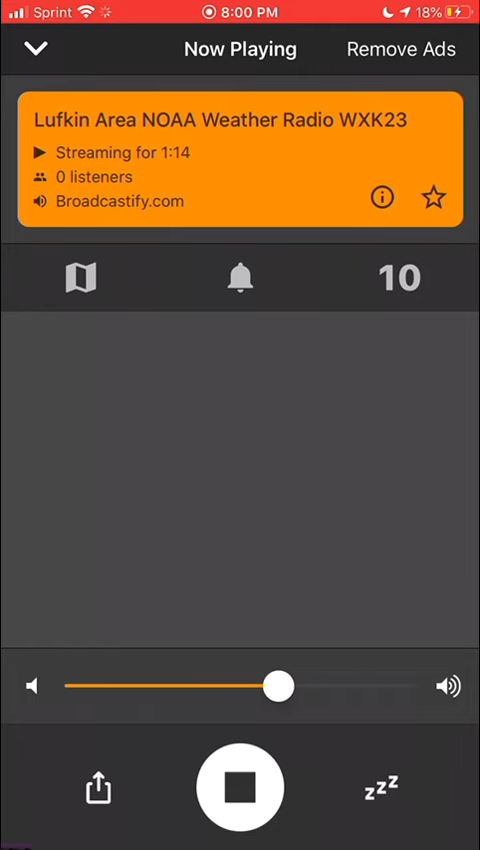 Sprint 8:00 PM 18%
Now Playing Remove Ads
Lufkin Area NOAA Weather Radio WXK23
Streaming for 1:14
0 listeners
Broadcastify.com
10
zzz